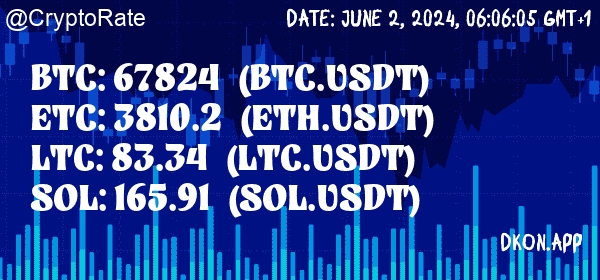 @CryptoRate
DATE: JUNE 2, 2024, 06:06:05 GMT+1
BTC: 67824 (BTC.USDT)
ETC: 3810.2 (ETH.USDT)
LTC: 83.34 (LTC.USDT)
SOL: 165.91 (SOL.USDT)
DKON.APP